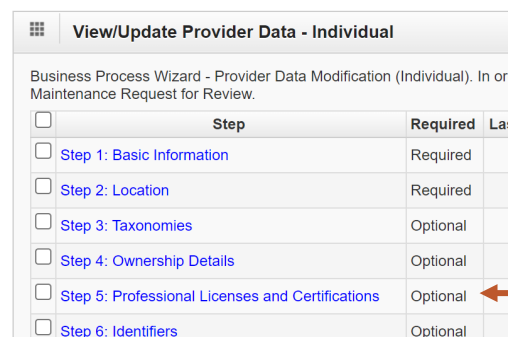 View/Update Provider Data - Individual
Business Process Wizard - Provider Data Modification (Individual). In or
Maintenance Request for Review.
Step Required Las
Step 1: Basic Information Required
Step 2: Location Required
Step 3: Taxonomies Optional
Step 4: Ownership Details Optional
Step 5: Professional Licenses and Certifications Optional
Step 6: Identifiers Optional